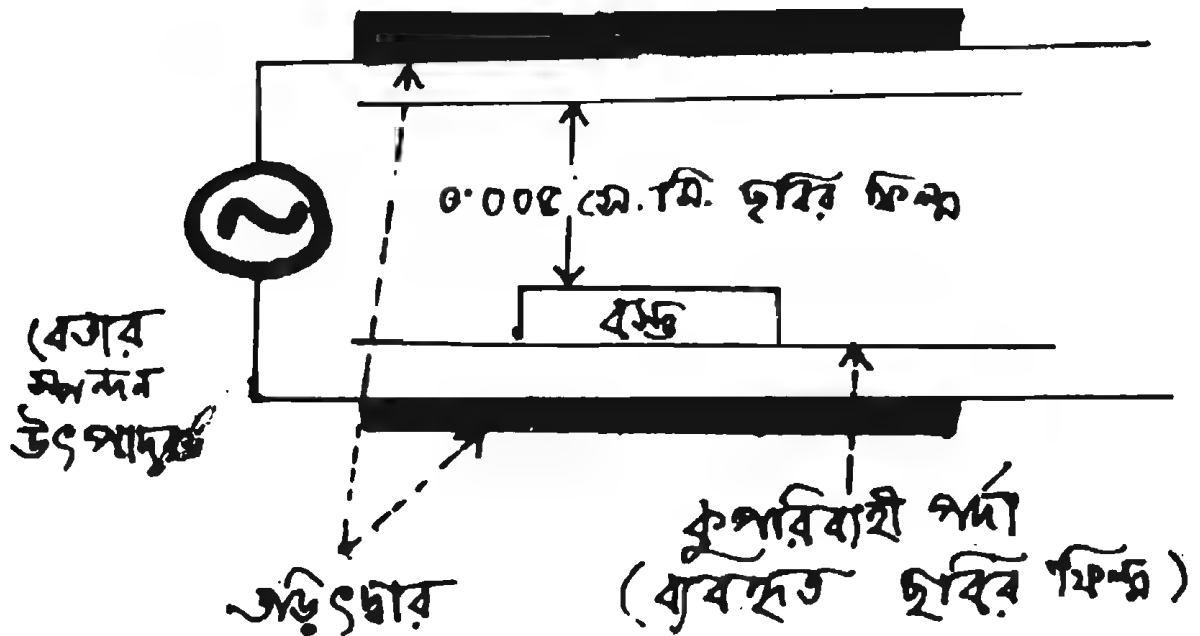 ০.০০৫ সে.মি. ছবির ফিল্ম
বস্তু
বেতার
স্পন্দন
উৎপাদক
তড়িৎদ্বার
কুপরিবাহী পর্দা
(ব্যবহৃত ছবির ফিল্ম)